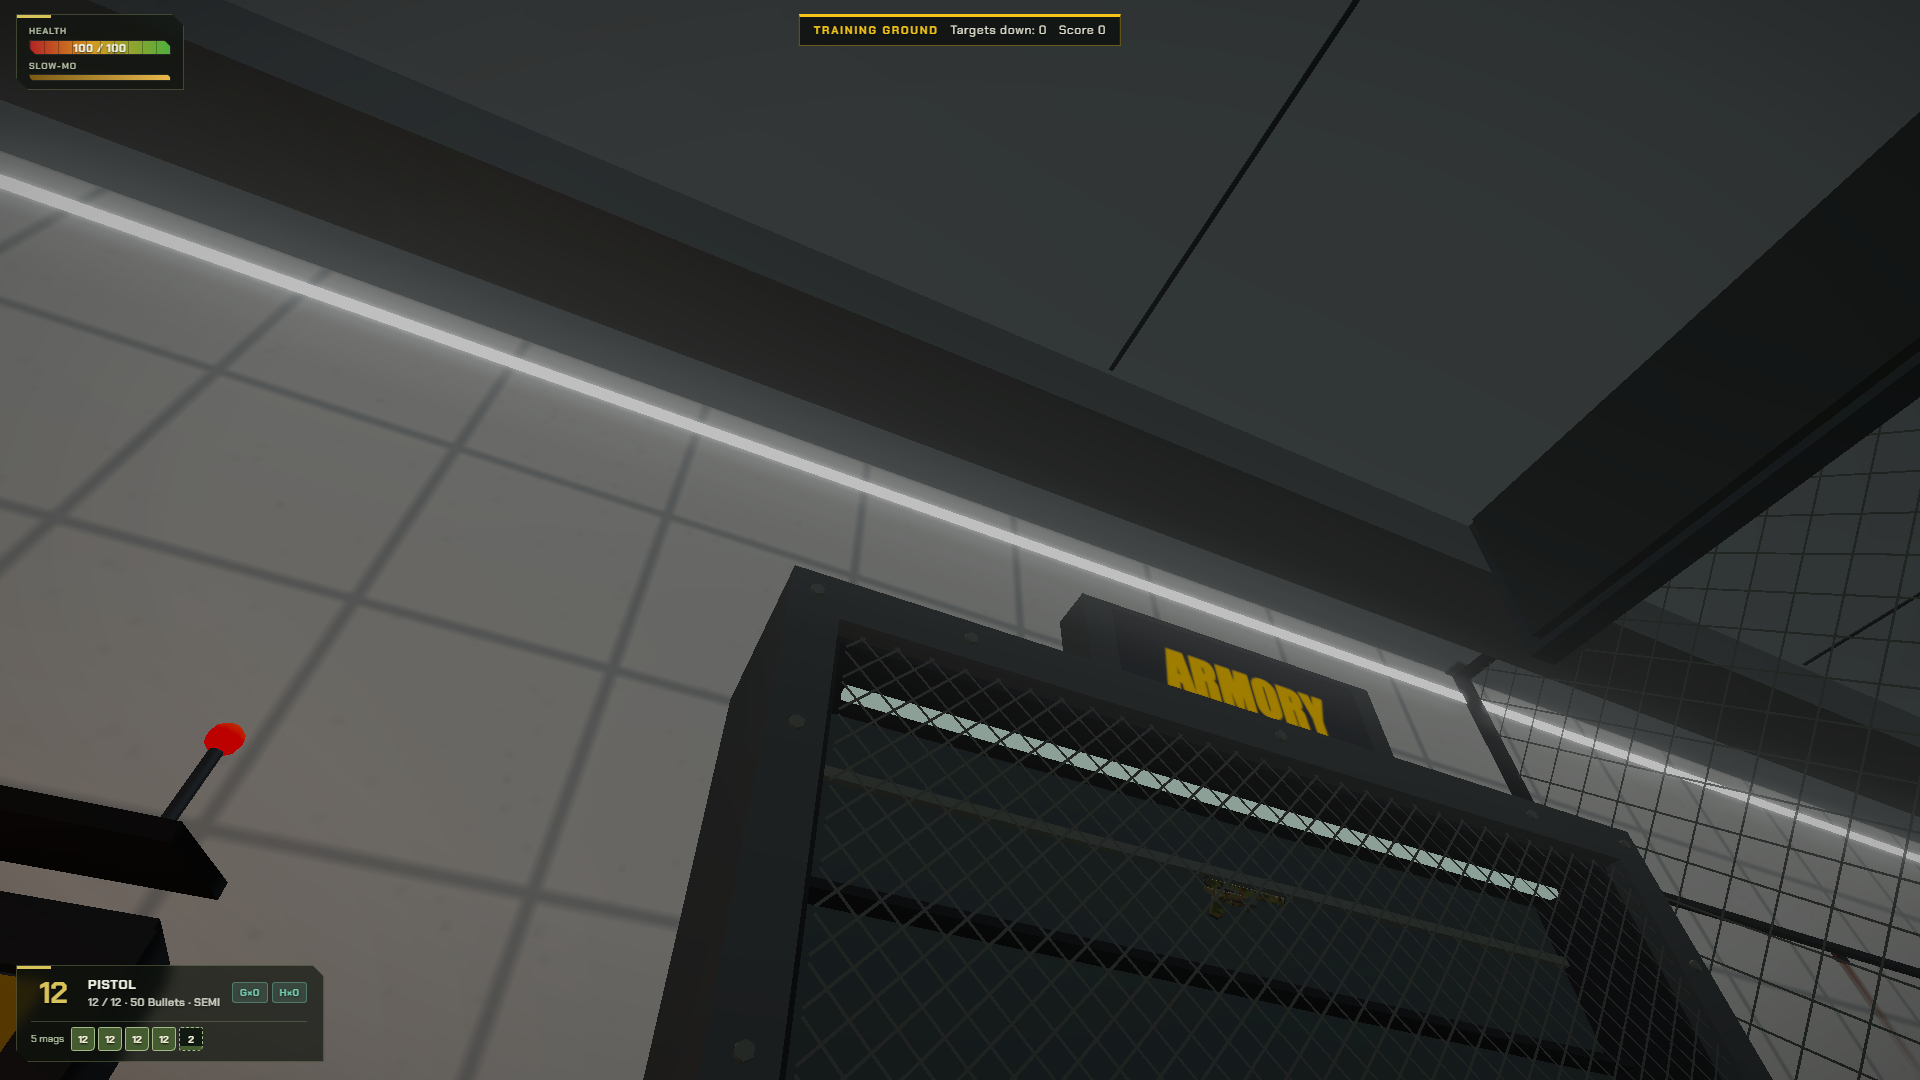 HEALTH
100 / 100
SLOW-MO
TRAINING GROUND Targets down: 0 Score 0
ARMORY
12 PISTOL
12 / 12 · 50 Bullets · SEMI
G×0 H×0
5 mags 12 12 12 12 2